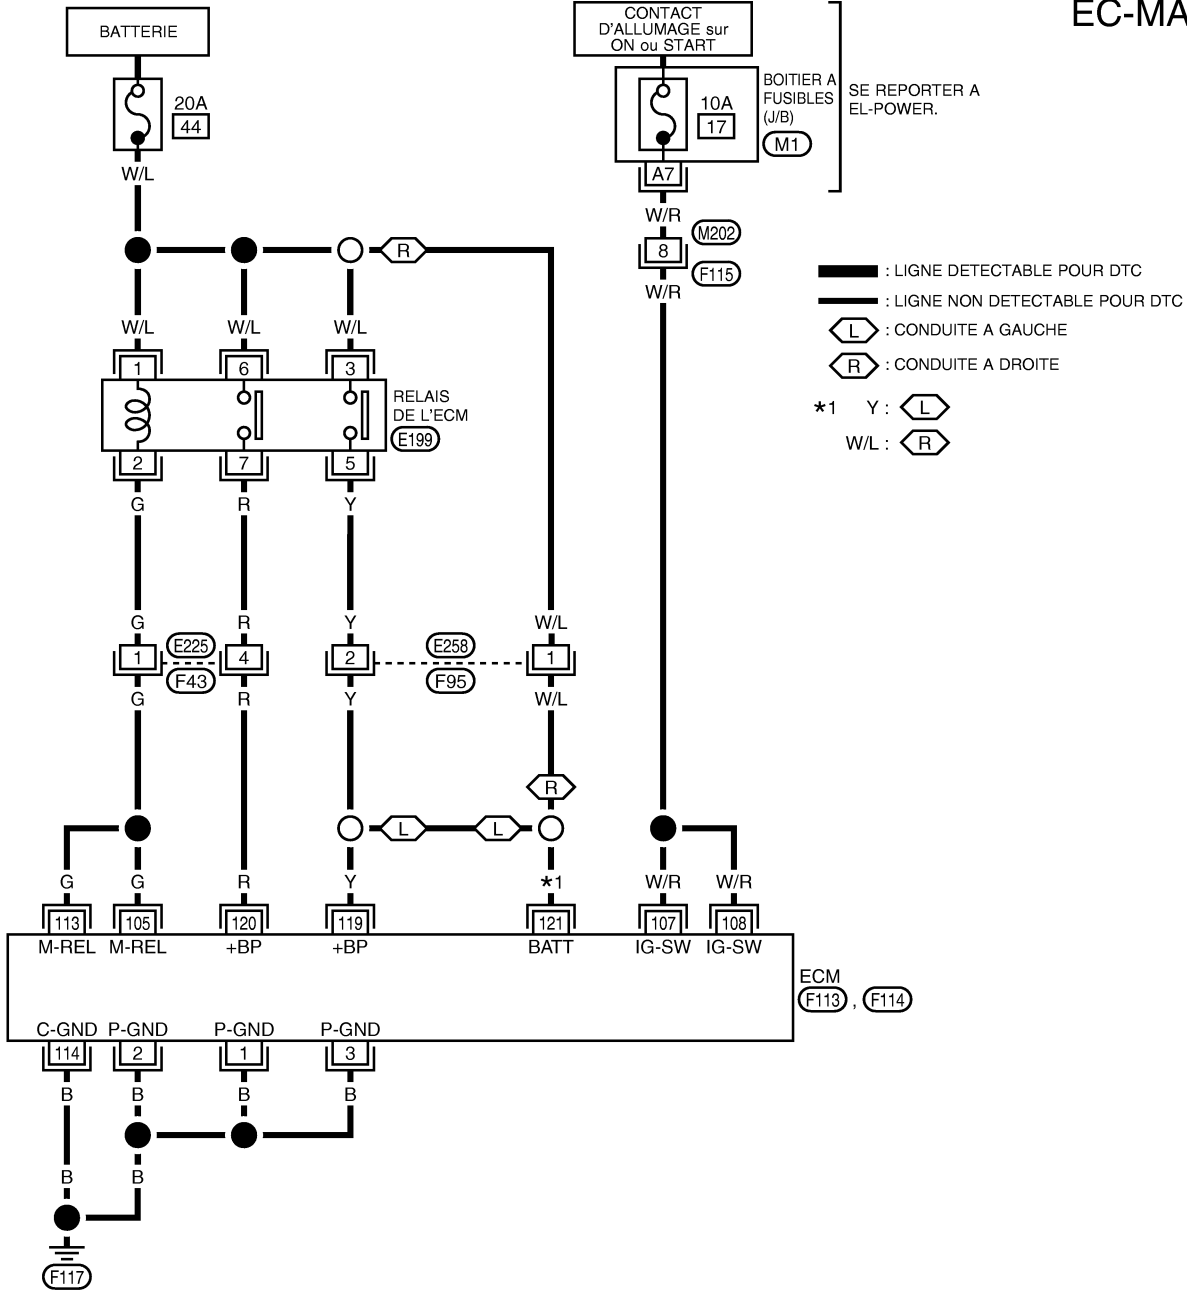 EC-MA
BATTERIE
CONTACT
D'ALLUMAGE sur
ON ou START
20A
44
10A
17
BOITIER A
FUSIBLES
(J/B)
M1
SE REPORTER A
EL-POWER.
A7
W/L
W/R
M202
8
F115
W/R
R
: LIGNE DETECTABLE POUR DTC
: LIGNE NON DETECTABLE POUR DTC
L : CONDUITE A GAUCHE
R : CONDUITE A DROITE
*1 Y : L
W/L : R
W/L W/L W/L
1 6 3
RELAIS
DE L'ECM
E199
2 7 5
G R Y
G R Y W/L
1 E225 4 2 E258 1
F43 F95
G R Y W/L
R
L L
G G R Y *1 W/R W/R
113 105 120 119 121 107 108
M-REL M-REL +BP +BP BATT IG-SW IG-SW
ECM
F113 , F114
C-GND P-GND P-GND P-GND
114 2 1 3
B B B B
B B
F117